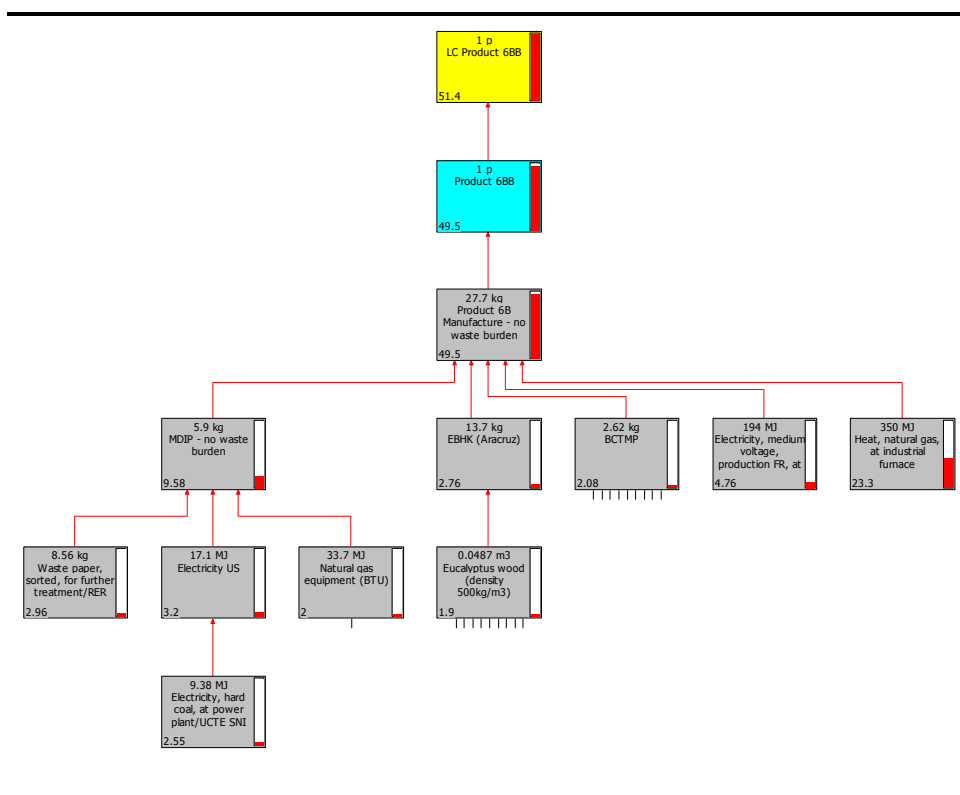 1 p
LC Product 6BB
51.4
1 p
Product 6BB
49.5
27.7 kg
Product 6B
Manufacture - no
waste burden
49.5
5.9 kg
MDIP - no waste
burden
9.58
13.7 kg
EBHK (Aracruz)
2.76
2.62 kg
BCTMP
2.08
194 MJ
Electricity, medium
voltage,
production FR, at
4.76
350 MJ
Heat, natural gas,
at industrial
furnace
23.3
8.56 kg
Waste paper,
sorted, for further
treatment/RER
2.96
17.1 MJ
Electricity US
3.2
33.7 MJ
Natural gas
equipment (BTU)
2
0.0487 m3
Eucalyptus wood
(density
500kg/m3)
1.9
9.38 MJ
Electricity, hard
coal, at power
plant/UCTE SNI
2.55